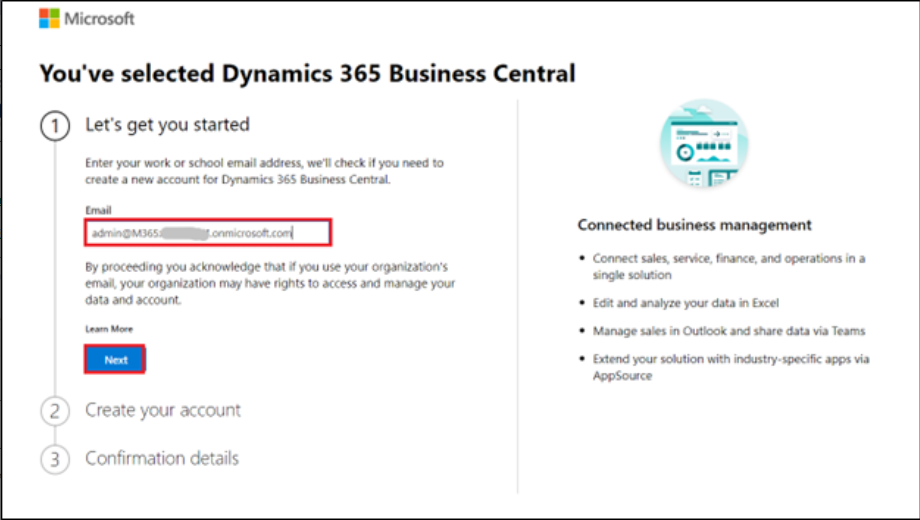 Microsoft
You've selected Dynamics 365 Business Central
1 Let's get you started
Enter your work or school email address, we'll check if you need to
create a new account for Dynamics 365 Business Central.
Email
admin@M365 .onmicrosoft.com
By proceeding you acknowledge that if you use your organization's
email, your organization may have rights to access and manage your
data and account.
Learn More
Next
2 Create your account
3 Confirmation details
Connected business management
• Connect sales, service, finance, and operations in a
single solution
• Edit and analyze your data in Excel
• Manage sales in Outlook and share data via Teams
• Extend your solution with industry-specific apps via
AppSource